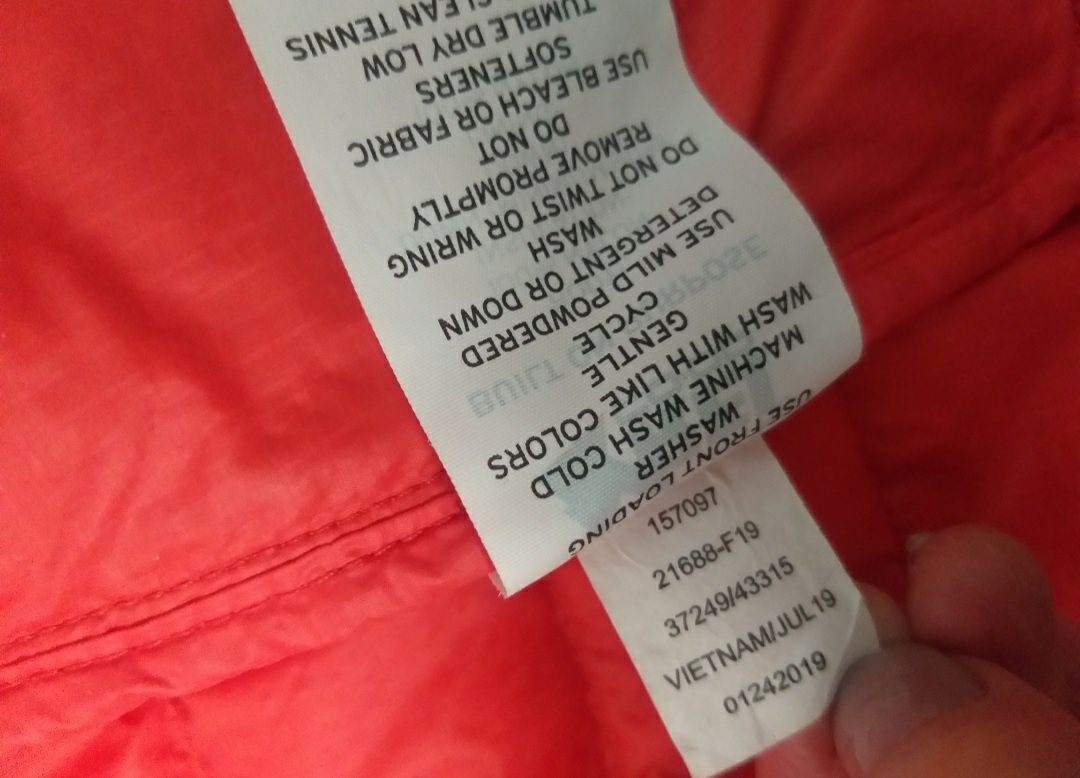 USE FRONT LOADING
WASHER
MACHINE WASH COLD
WASH WITH LIKE COLORS
GENTLE
CYCLE
USE MILD POWDERED
DETERGENT OR DOWN
WASH
DO NOT TWIST OR WRING
REMOVE PROMPTLY
DO NOT
USE BLEACH OR FABRIC
SOFTENERS
TUMBLE DRY LOW
CLEAN TENNIS
157097
21688-F19
37249/43315
VIETNAM/JUL19
01242019